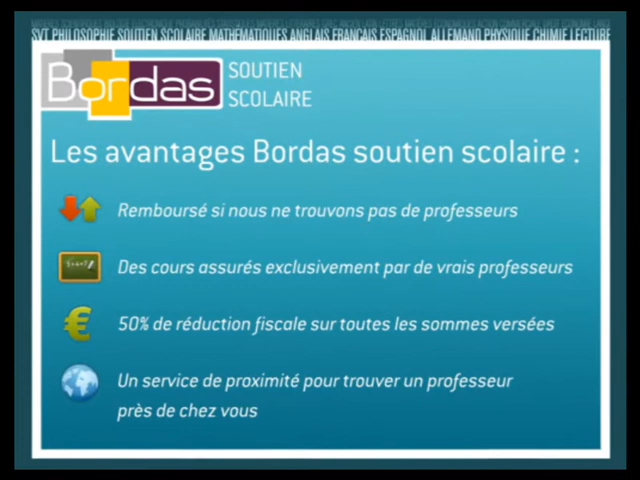 SVT PHILOSOPHIE SOUTIEN SCOLAIRE MATHÉMATIQUES ANGLAIS FRANÇAIS ESPAGNOL ALLEMAND PHYSIQUE CHIMIE LECTURE
Bordas SOUTIEN
SCOLAIRE
Les avantages Bordas soutien scolaire :
Remboursé si nous ne trouvons pas de professeurs
Des cours assurés exclusivement par de vrais professeurs
50% de réduction fiscale sur toutes les sommes versées
Un service de proximité pour trouver un professeur
près de chez vous